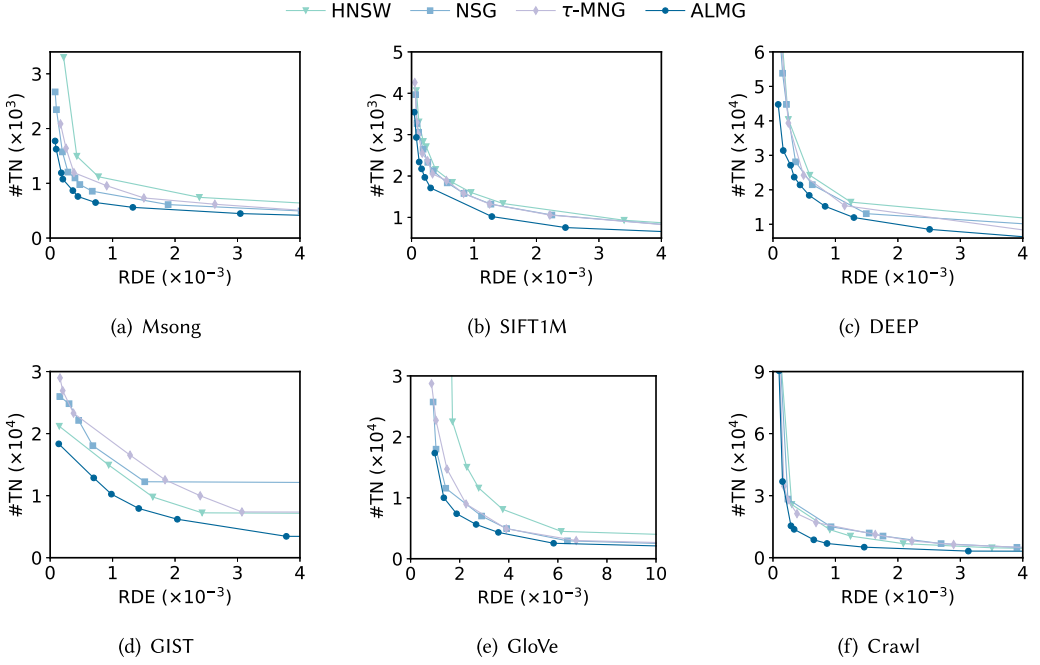 HNSW NSG τ-MNG ALMG
#TN (×10³)
3
2
1
0
0 1 2 3 4
RDE (×10⁻³)
(a) Msong
#TN (×10³)
5
4
3
2
1
0 1 2 3 4
RDE (×10⁻³)
(b) SIFT1M
#TN (×10⁴)
6
5
4
3
2
1
0 1 2 3 4
RDE (×10⁻³)
(c) DEEP
#TN (×10⁴)
3
2
1
0
0 1 2 3 4
RDE (×10⁻³)
(d) GIST
#TN (×10⁴)
3
2
1
0
0 2 4 6 8 10
RDE (×10⁻³)
(e) GloVe
#TN (×10⁴)
9
6
3
0
0 1 2 3 4
RDE (×10⁻³)
(f) Crawl